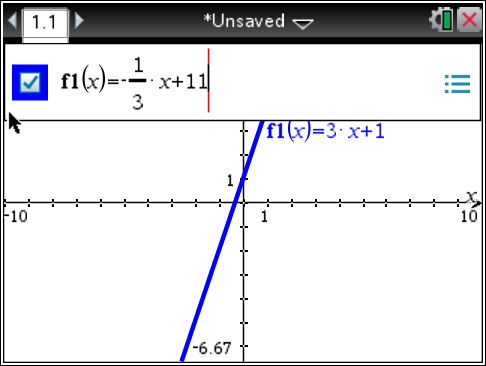 1.1
*Unsaved
f1(x)=-1/3·x+11
f1(x)=3·x+1
1
x
-10
1
10
-6.67